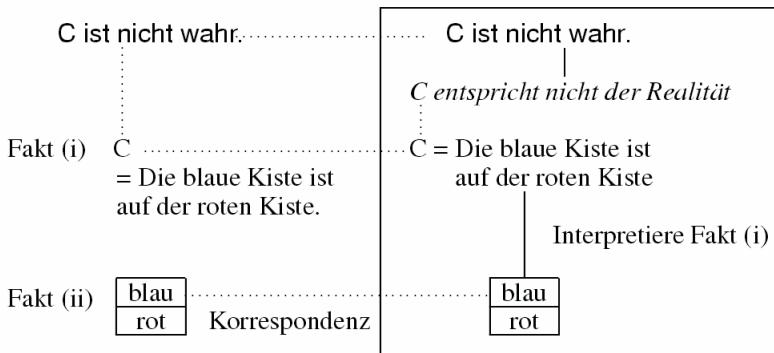 C ist nicht wahr. C ist nicht wahr.
C entspricht nicht der Realität
Fakt (i) C C = Die blaue Kiste ist
= Die blaue Kiste ist auf der roten Kiste
auf der roten Kiste.
Interpretiere Fakt (i)
Fakt (ii) blau blau
rot Korrespondenz rot